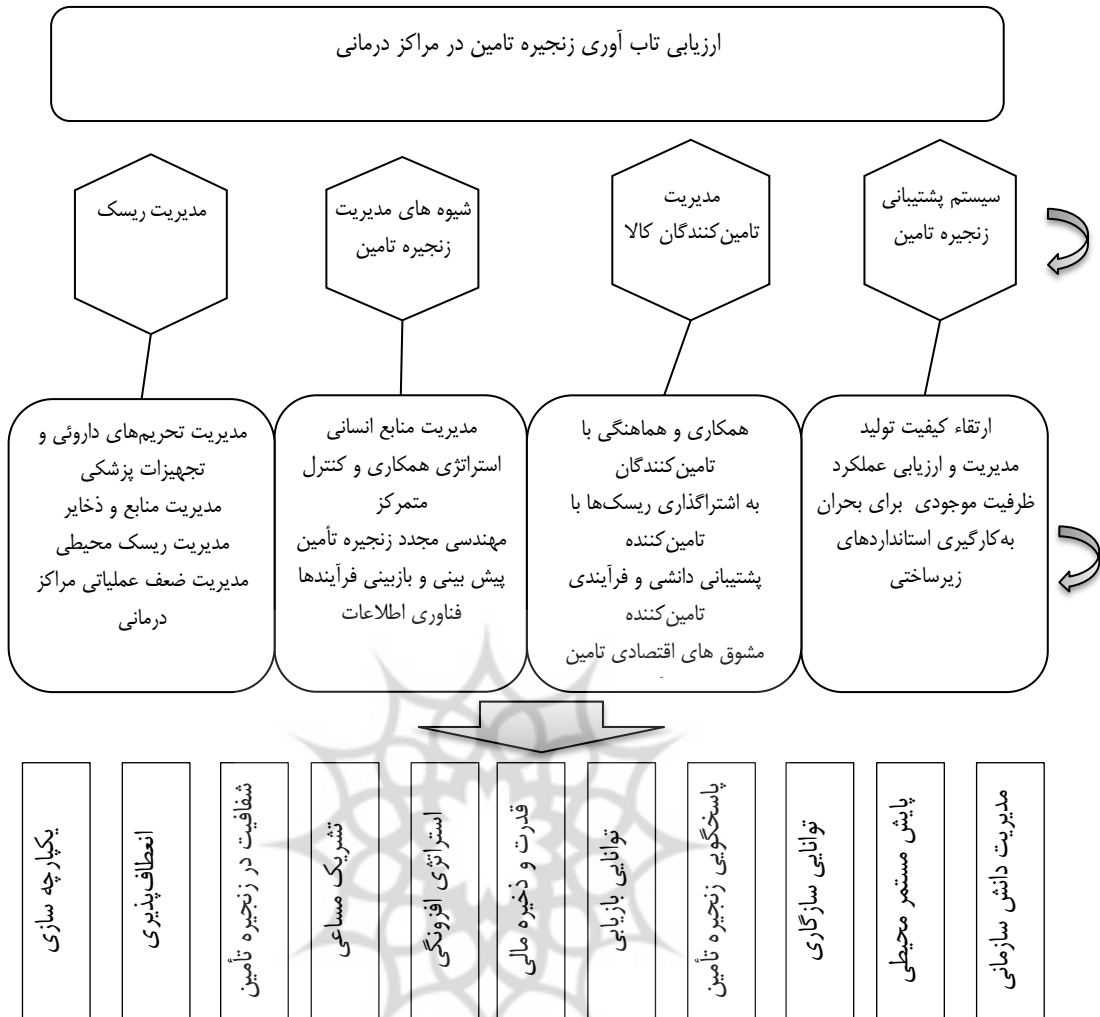 ارزیابی تاب آوری زنجیره تامین در مراکز درمانی
سیستم پشتیبانی
زنجیره تامین
مدیریت
تامین‌کنندگان کالا
شیوه های مدیریت
زنجیره تامین
مدیریت ریسک
ارتقاء کیفیت تولید
مدیریت و ارزیابی عملکرد
ظرفیت موجودی برای بحران
به‌کارگیری استانداردهای
زیرساختی
همکاری و هماهنگی با
تامین‌کنندگان
به اشتراگذاری ریسک‌ها با
تامین‌کننده
پشتیبانی دانشی و فرآیندی
تامین‌کننده
مشوق های اقتصادی تامین
مدیریت منابع انسانی
استراتژی همکاری و کنترل
متمرکز
مهندسی مجدد زنجیره تأمین
پیش بینی و بازبینی فرآیندها
فناوری اطلاعات
مدیریت تحریم‌های داروئی و
تجهیزات پزشکی
مدیریت منابع و ذخایر
مدیریت ریسک محیطی
مدیریت ضعف عملیاتی مراکز
درمانی
مدیریت دانش سازمانی
پایش مستمر محیطی
توانایی سازگاری
پاسخگویی زنجیره تأمین
توانایی بازیابی
قدرت و ذخیره مالی
استراتژی افزونگی
تشریک مساعی
شفافیت در زنجیره تأمین
انعطاف‌پذیری
یکپارچه سازی